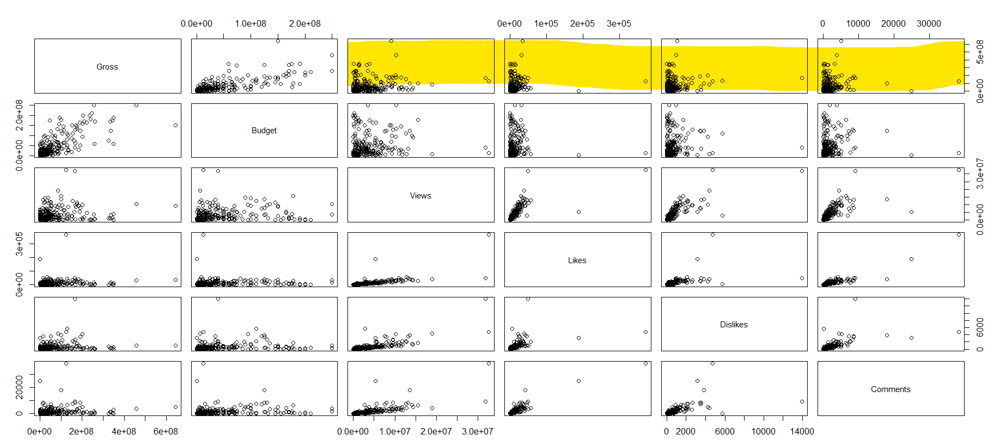 0.0e+00 1.0e+08 2.0e+08 0e+00 1e+05 2e+05 3e+05 0 10000 20000 30000
Gross
0e+00 5e+08
Budget
0.0e+00 2.0e+08
Views
0.0e+00 3.0e+07
Likes
0e+00 3e+05
Dislikes
0 6000
Comments
0 20000
0e+00 2e+08 4e+08 6e+08 0.0e+00 1.0e+07 2.0e+07 3.0e+07 0 2000 6000 10000 14000